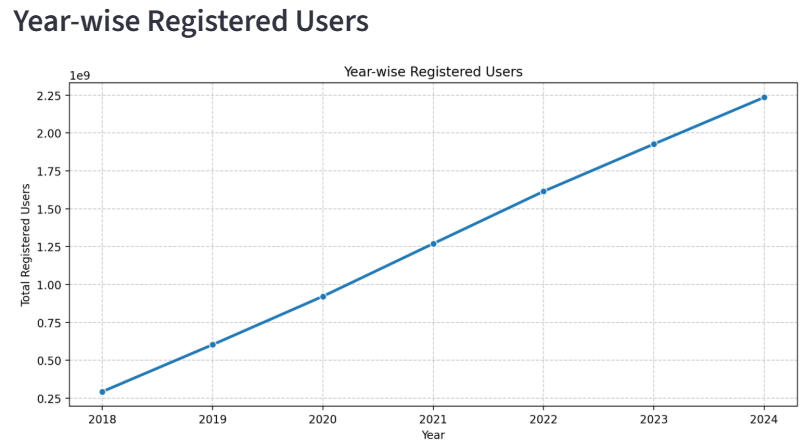 Year-wise Registered Users
Year-wise Registered Users
1e9
2.25
2.00
1.75
1.50
1.25
1.00
0.75
0.50
0.25
Total Registered Users
2018 2019 2020 2021 2022 2023 2024
Year